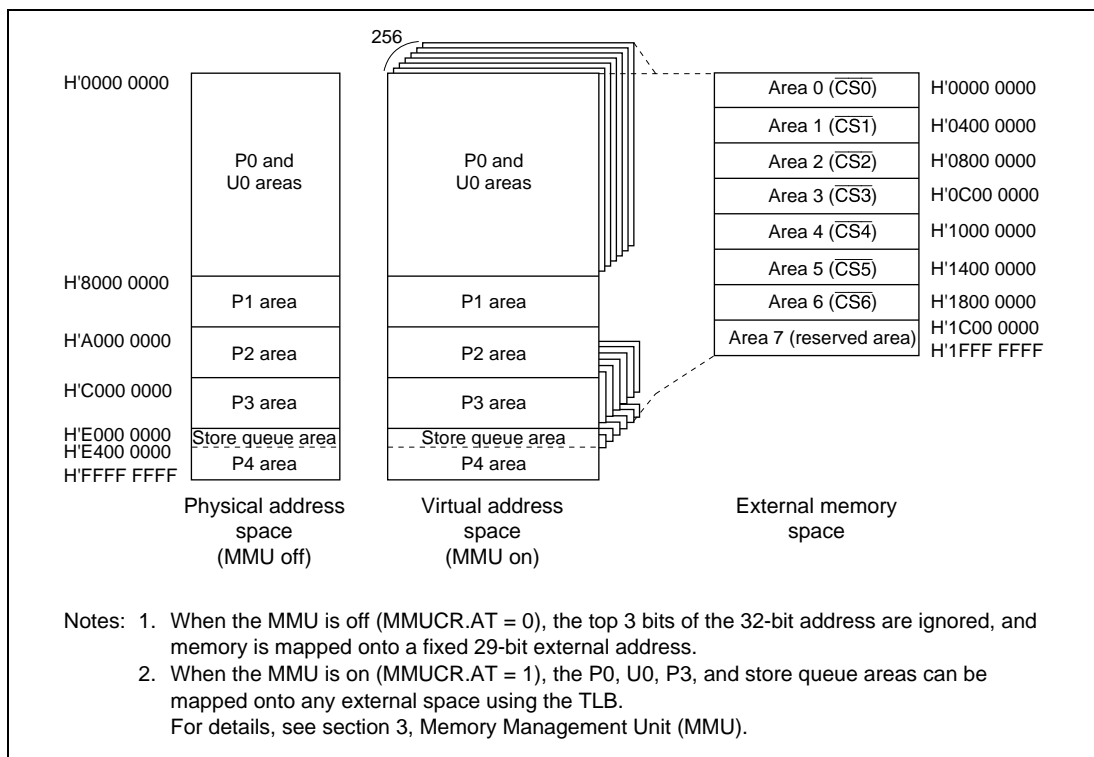 256
H'0000 0000
P0 and
U0 areas
H'8000 0000
P1 area
H'A000 0000
P2 area
H'C000 0000
P3 area
H'E000 0000
Store queue area
H'E400 0000
P4 area
H'FFFF FFFF
Physical address
space
(MMU off)
P0 and
U0 areas
P1 area
P2 area
P3 area
Store queue area
P4 area
Virtual address
space
(MMU on)
Area 0 (C̅S̅0̅) H'0000 0000
Area 1 (C̅S̅1̅) H'0400 0000
Area 2 (C̅S̅2̅) H'0800 0000
Area 3 (C̅S̅3̅) H'0C00 0000
Area 4 (C̅S̅4̅) H'1000 0000
Area 5 (C̅S̅5̅) H'1400 0000
Area 6 (C̅S̅6̅) H'1800 0000
Area 7 (reserved area) H'1C00 0000
H'1FFF FFFF
External memory
space
Notes: 1. When the MMU is off (MMUCR.AT = 0), the top 3 bits of the 32-bit address are ignored, and
memory is mapped onto a fixed 29-bit external address.
2. When the MMU is on (MMUCR.AT = 1), the P0, U0, P3, and store queue areas can be
mapped onto any external space using the TLB.
For details, see section 3, Memory Management Unit (MMU).